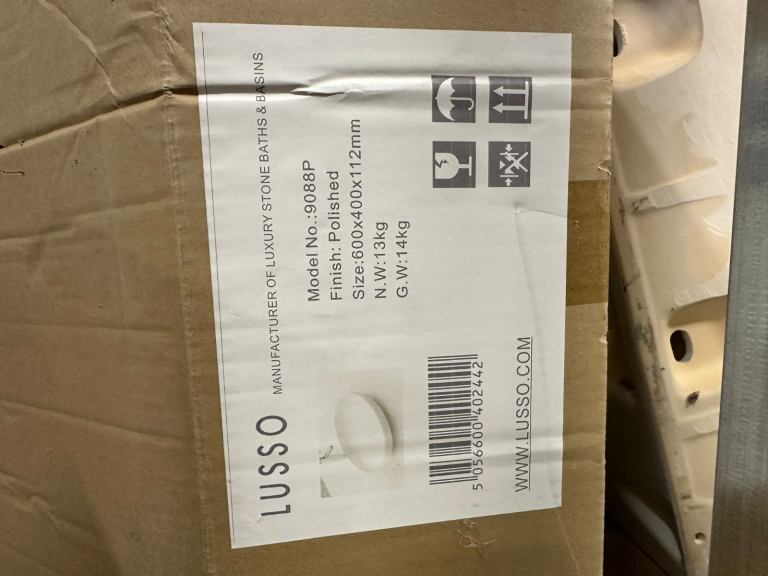 LUSSO MANUFACTURER OF LUXURY STONE BATHS & BASINS
Model No.:9088P
Finish: Polished
Size:600x400x112mm
N.W:13kg
G.W:14kg
5 056600 402442
WWW.LUSSO.COM